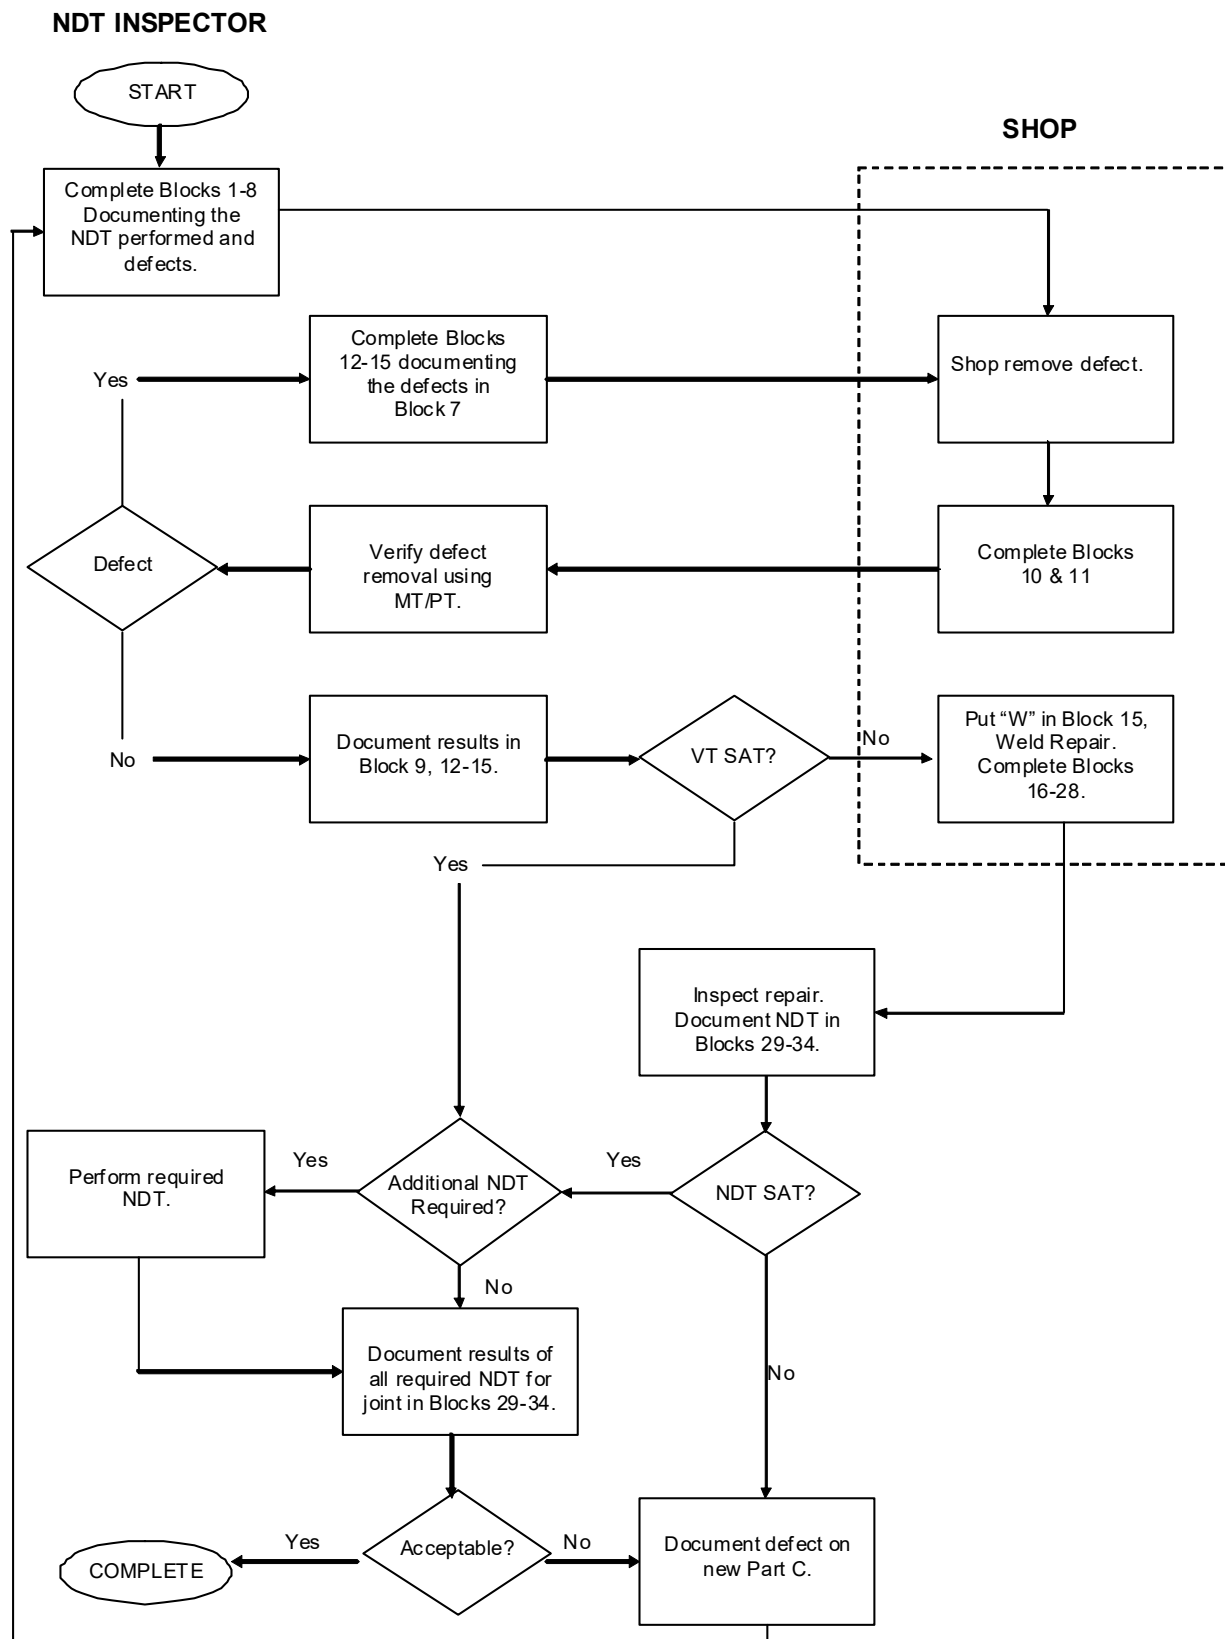 NDT INSPECTOR
START
SHOP
Complete Blocks 1-8
Documenting the
NDT performed and
defects.
Complete Blocks
12-15 documenting
the defects in
Block 7
Yes
Shop remove defect.
Defect
Verify defect
removal using
MT/PT.
Complete Blocks
10 & 11
No
Document results in
Block 9, 12-15.
VT SAT?
No
Put “W” in Block 15,
Weld Repair.
Complete Blocks
16-28.
Yes
Inspect repair.
Document NDT in
Blocks 29-34.
Perform required
NDT.
Yes
Additional NDT
Required?
Yes
NDT SAT?
No
Document results of
all required NDT for
joint in Blocks 29-34.
No
COMPLETE
Yes
Acceptable?
No
Document defect on
new Part C.